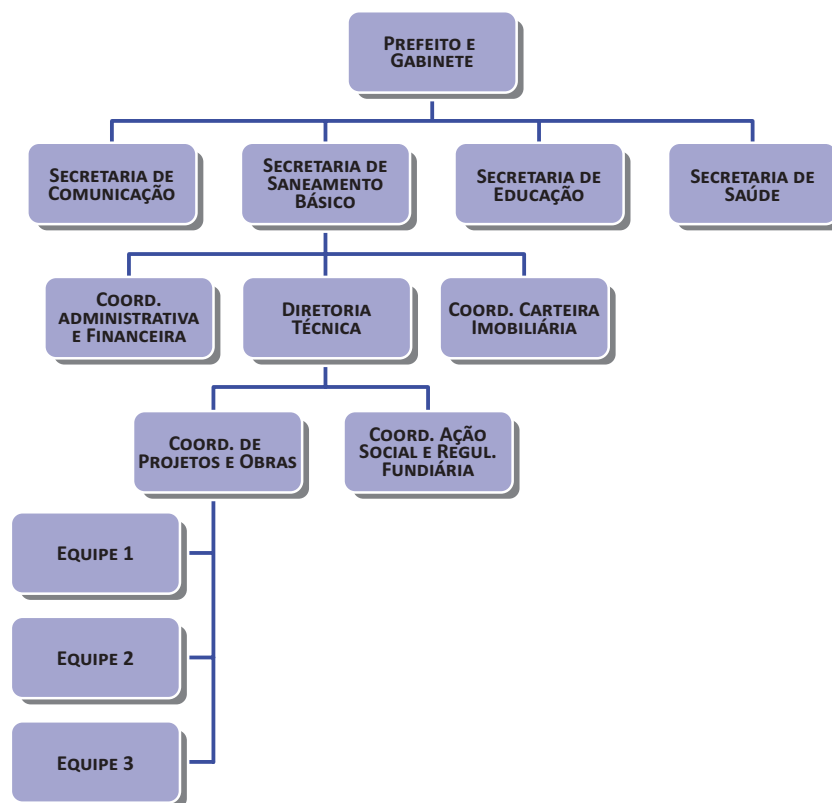 Prefeito e
Gabinete
Secretaria de
Comunicação
Secretaria de
Saneamento
Básico
Secretaria de
Educação
Secretaria de
Saúde
Coord.
administrativa
e Financeira
Diretoria
Técnica
Coord. Carteira
Imobiliária
Coord. de
Projetos e Obras
Coord. Ação
Social e Regul.
Fundiária
Equipe 1
Equipe 2
Equipe 3